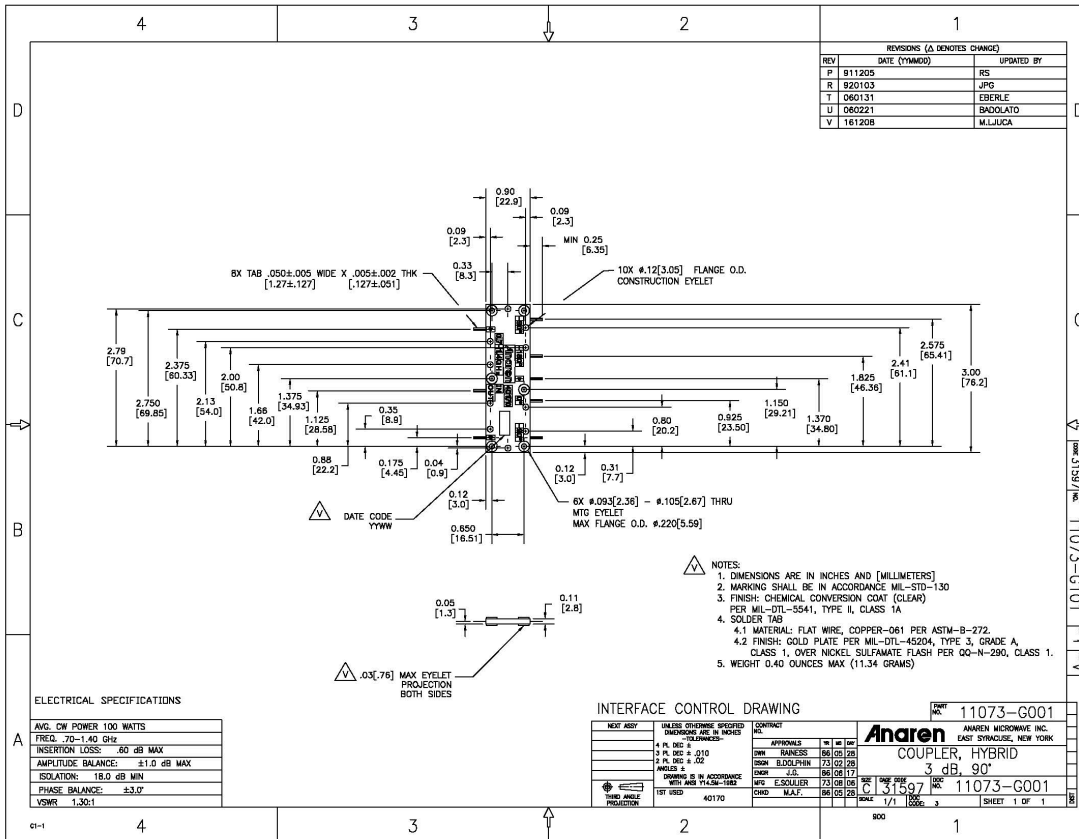 4 3 2 1
REVISIONS (△ DENOTES CHANGE)
REV DATE (YYMMDD) UPDATED BY
P 911205 RS
R 920103 JPG
T 060131 EBERLE
U 060221 BADOLATO
V 161208 M.LJUCA
D
C
B
A
0.90
[22.9]
0.09
[2.3]
0.09
[2.3]
MIN 0.25
[6.35]
0.33
[8.3]
8X TAB .050±.005 WIDE X .005±.002 THK
[1.27±.127] [.127±.051]
10X ø.12[3.05] FLANGE O.D.
CONSTRUCTION EYELET
2.79
[70.7]
2.750
[69.85]
2.375
[60.33]
2.13
[54.0]
2.00
[50.8]
1.66
[42.0]
1.375
[34.93]
1.125
[28.58]
0.88
[22.2]
0.35
[8.9]
0.175
[4.45]
0.04
[0.9]
0.12
[3.0]
0.31
[7.7]
0.80
[20.2]
0.925
[23.50]
1.150
[29.21]
1.370
[34.80]
1.825
[46.36]
2.41
[61.1]
2.575
[65.41]
3.00
[76.2]
Anaren
0.12
[3.0]
0.650
[16.51]
V DATE CODE
YYWW
6X ø.093[2.36] - ø.105[2.67] THRU
MTG EYELET
MAX FLANGE O.D. ø.220[5.59]
0.05
[1.3]
0.11
[2.8]
V .03[.76] MAX EYELET
PROJECTION
BOTH SIDES
V NOTES:
1. DIMENSIONS ARE IN INCHES AND [MILLIMETERS]
2. MARKING SHALL BE IN ACCORDANCE MIL-STD-130
3. FINISH: CHEMICAL CONVERSION COAT (CLEAR)
PER MIL-DTL-5541, TYPE II, CLASS 1A
4. SOLDER TAB
4.1 MATERIAL: FLAT WIRE, COPPER-061 PER ASTM-B-272.
4.2 FINISH: GOLD PLATE PER MIL-DTL-45204, TYPE 3, GRADE A,
CLASS 1, OVER NICKEL SULFAMATE FLASH PER QQ-N-290, CLASS 1.
5. WEIGHT 0.40 OUNCES MAX (11.34 GRAMS)
ELECTRICAL SPECIFICATIONS
AVG. CW POWER 100 WATTS
FREQ. .70-1.40 GHz
INSERTION LOSS: .60 dB MAX
AMPLITUDE BALANCE: ±1.0 dB MAX
ISOLATION: 18.0 dB MIN
PHASE BALANCE: ±3.0°
VSWR 1.30:1
INTERFACE CONTROL DRAWING
NEXT ASSY
UNLESS OTHERWISE SPECIFIED
DIMENSIONS ARE IN INCHES
-TOLERANCES-
4 PL DEC ±
3 PL DEC ± .010
2 PL DEC ± .02
ANGLES ±
DRAWING IS IN ACCORDANCE
WITH ANSI Y14.5M-1982
THIRD ANGLE
PROJECTION
1ST USED 40170
CONTRACT
NO.
APPROVALS YR MO DAY
DWN RAINESS 86 05 28
DSGN B.DOLPHIN 73 02 28
ENGR J.G. 86 08 17
MFG E.SOULIER 73 08 06
CHKD M.A.F. 86 05 28
PART
NO. 11073-G001
Anaren ANAREN MICROWAVE INC.
EAST SYRACUSE, NEW YORK
COUPLER, HYBRID
3 dB, 90°
SIZE C CAGE CODE 31597 DOC NO. 11073-G001
SCALE 1/1 DOC CODE: 3 SHEET 1 OF 1
900
C1-1
4 3 2 1